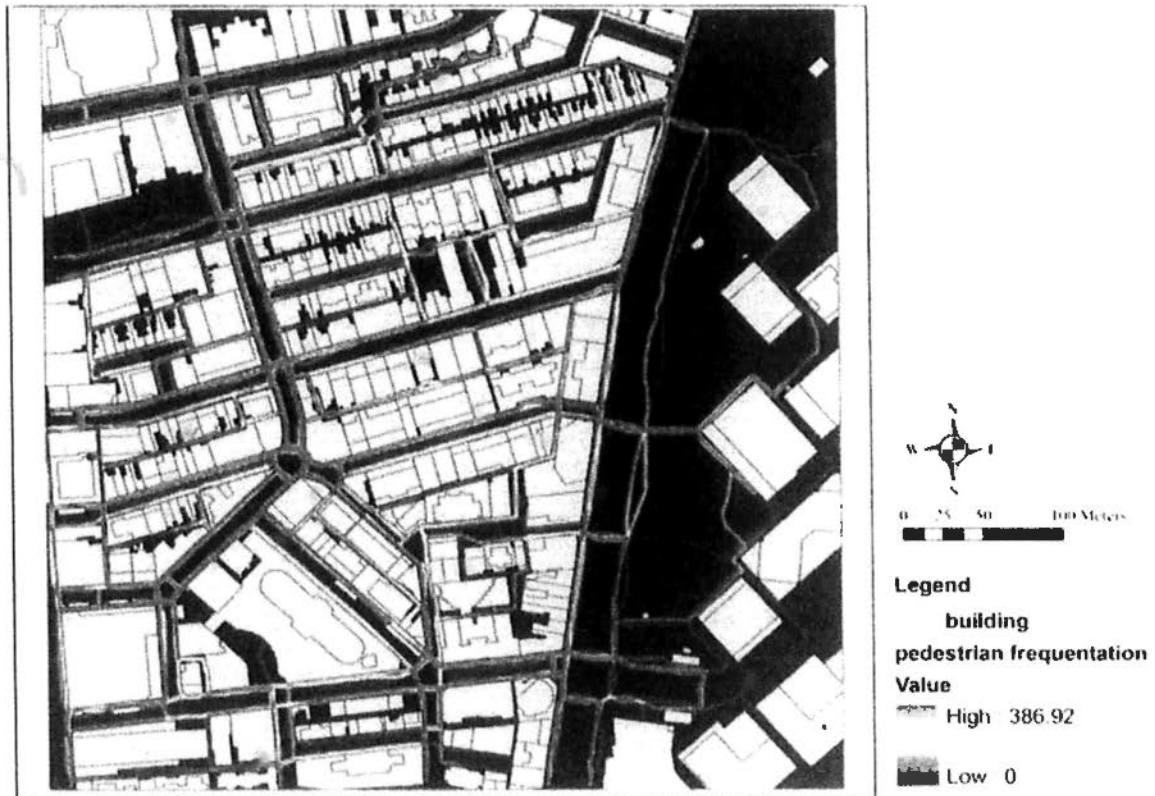 W
0 25 50 100 Meters
Legend
building
pedestrian frequentation
Value
High 386.92
Low 0